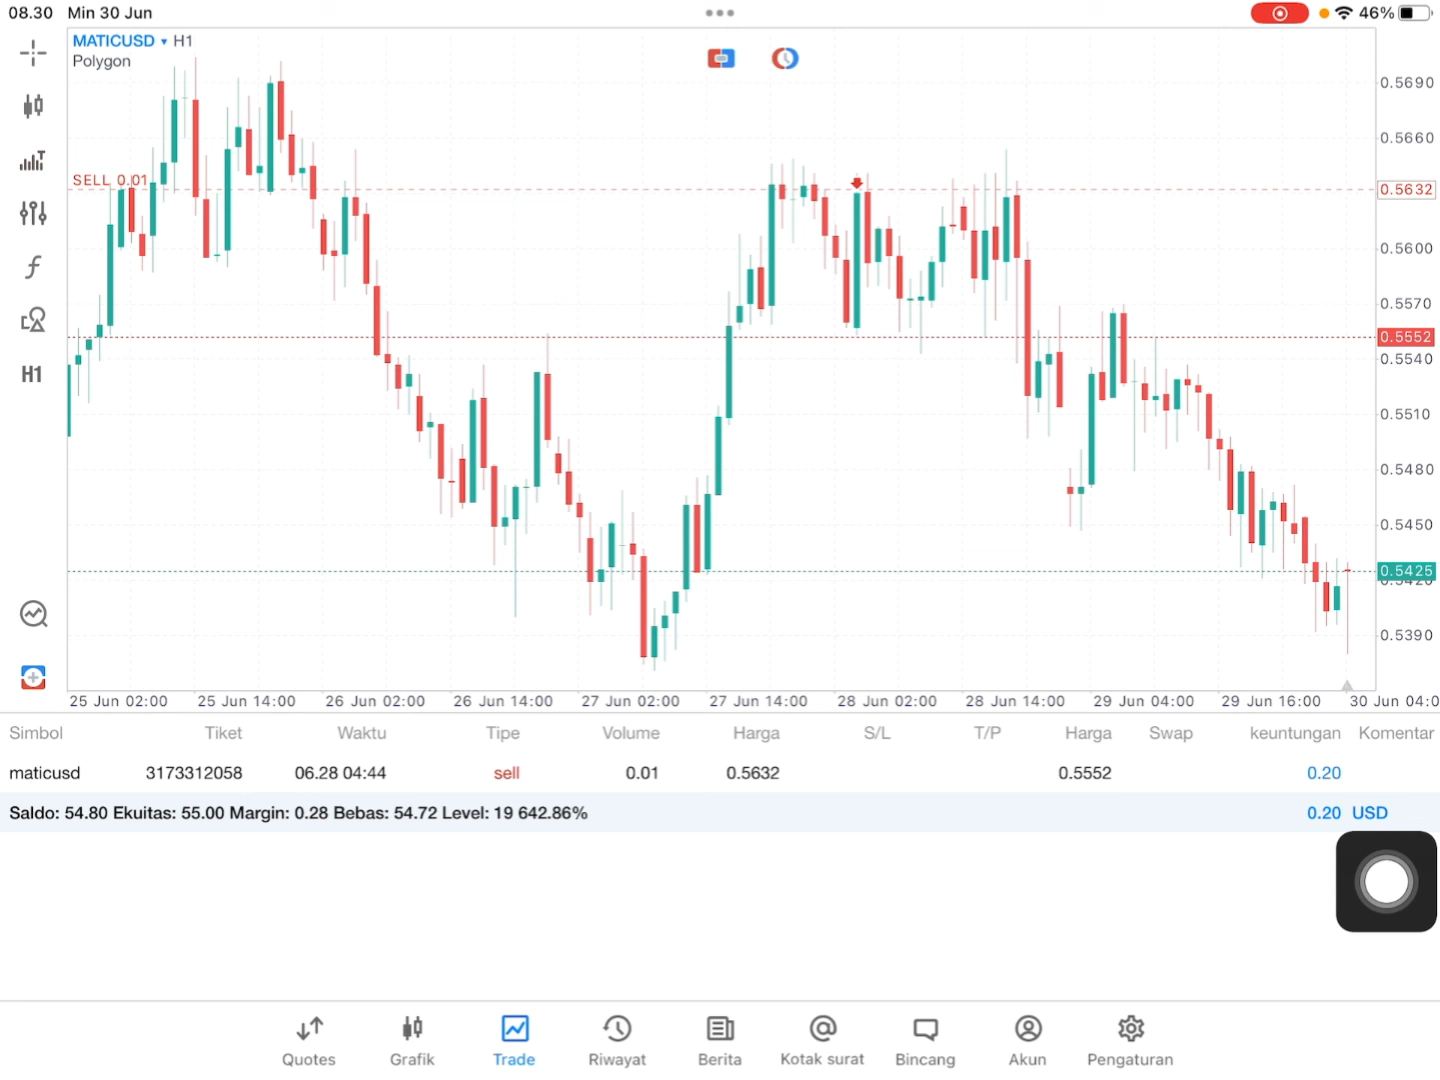 08.30 Min 30 Jun
46%
MATICUSD ▾ H1
Polygon
0.5690
0.5660
SELL 0.01
0.5632
0.5600
0.5570
0.5552
0.5540
H1
0.5510
0.5480
0.5450
0.5425
0.5420
0.5390
25 Jun 02:00 25 Jun 14:00 26 Jun 02:00 26 Jun 14:00 27 Jun 02:00 27 Jun 14:00 28 Jun 02:00 28 Jun 14:00 29 Jun 04:00 29 Jun 16:00 30 Jun 04:0
Simbol Tiket Waktu Tipe Volume Harga S/L T/P Harga Swap keuntungan Komentar
maticusd 3173312058 06.28 04:44 sell 0.01 0.5632 0.5552 0.20
Saldo: 54.80 Ekuitas: 55.00 Margin: 0.28 Bebas: 54.72 Level: 19 642.86% 0.20 USD
Quotes Grafik Trade Riwayat Berita Kotak surat Bincang Akun Pengaturan